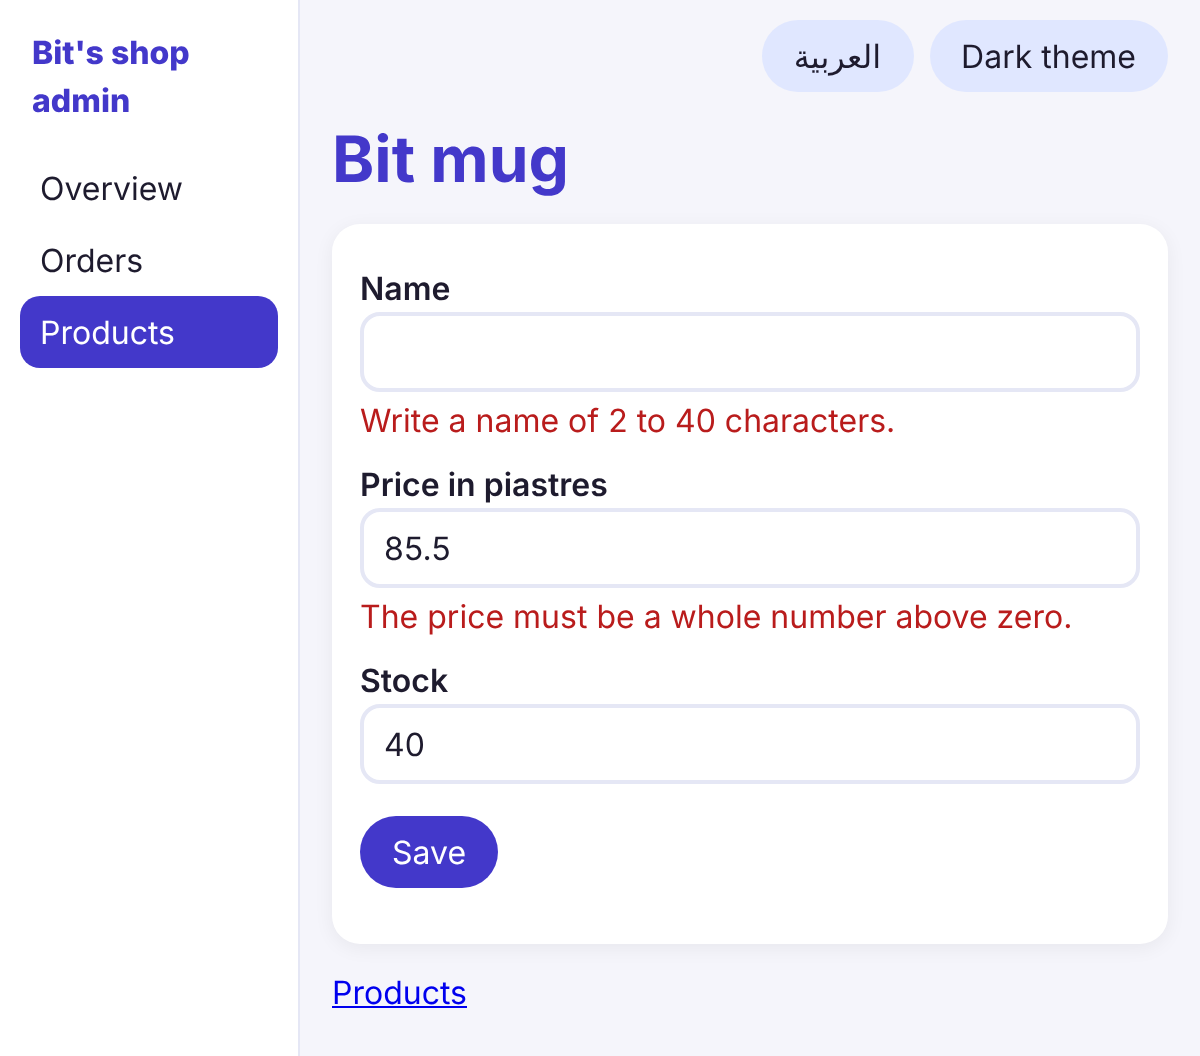 Bit's shop
admin
Overview
Orders
Products
العربية
Dark theme
Bit mug
Name
Write a name of 2 to 40 characters.
Price in piastres
85.5
The price must be a whole number above zero.
Stock
40
Save
Products